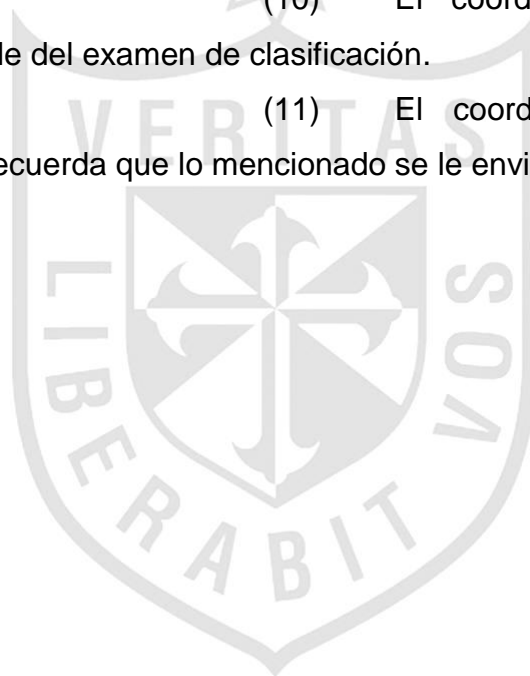 (10) El coord
le del examen de clasificación.
(11) El coord
ecuerda que lo mencionado se le envi
VERITAS
LIBERABIT
VOS